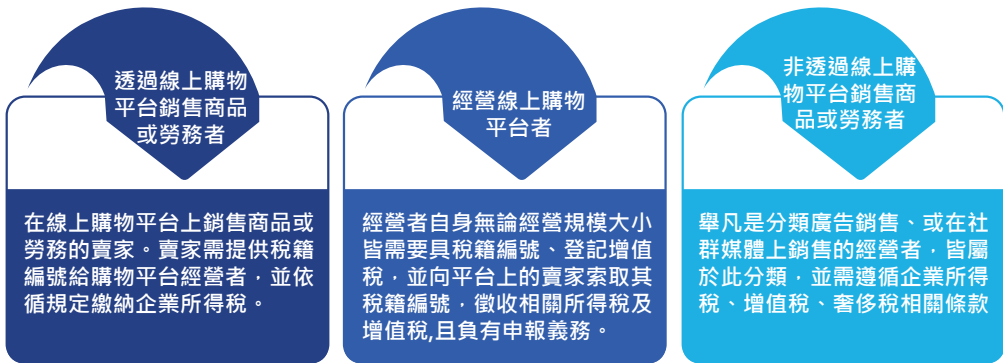 透過線上購物
平台銷售商品
或勞務者
在線上購物平台上銷售商品或
勞務的賣家。賣家需提供稅籍
編號給購物平台經營者，並依
循規定繳納企業所得稅。
經營線上購物
平台者
經營者自身無論經營規模大小
皆需要具稅籍編號、登記增值
稅，並向平台上的賣家索取其
稅籍編號，徵收相關所得稅及
增值稅,且負有申報義務。
非透過線上購
物平台銷售商
品或勞務者
舉凡是分類廣告銷售、或在社
群媒體上銷售的經營者，皆屬
於此分類，並需遵循企業所得
稅、增值稅、奢侈稅相關條款